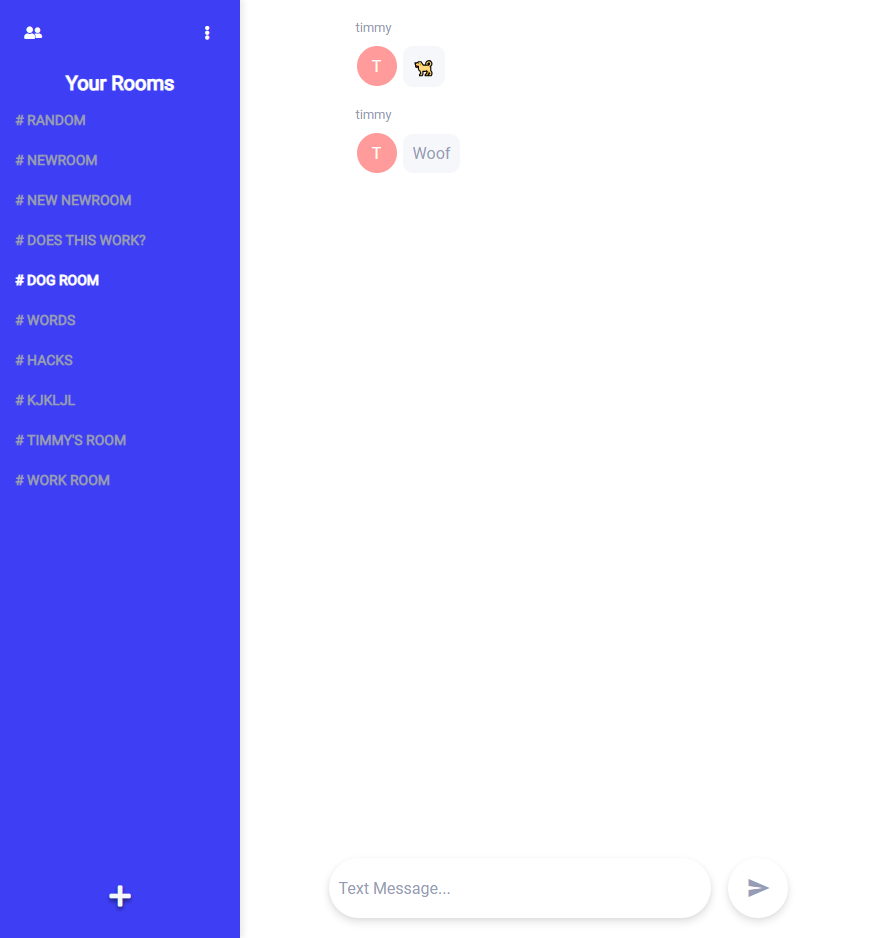 Your Rooms
# RANDOM
# NEWROOM
# NEW NEWROOM
# DOES THIS WORK?
# DOG ROOM
# WORDS
# HACKS
# KJKLJL
# TIMMY'S ROOM
# WORK ROOM
timmy
T 🐕
timmy
T Woof
Text Message...